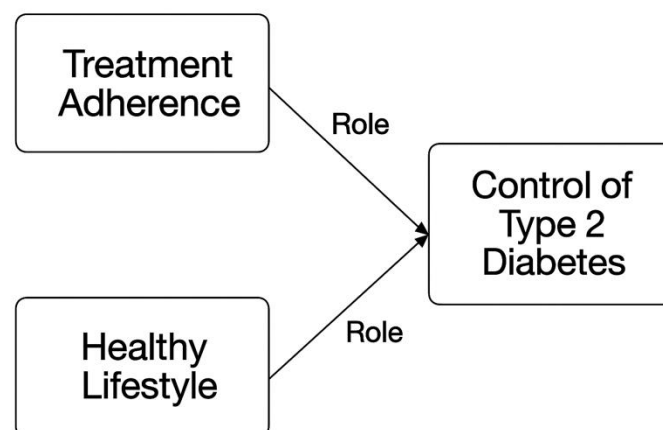 Treatment
Adherence
Role
Control of
Type 2
Diabetes
Role
Healthy
Lifestyle